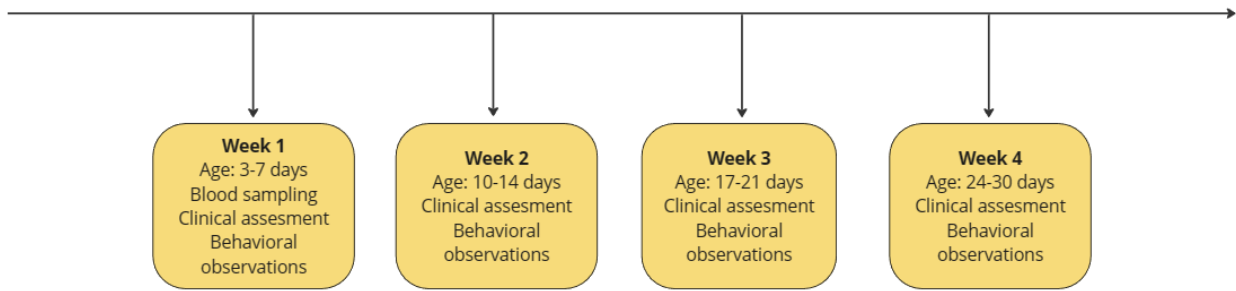 Week 1
Age: 3-7 days
Blood sampling
Clinical assesment
Behavioral
observations
Week 2
Age: 10-14 days
Clinical assesment
Behavioral
observations
Week 3
Age: 17-21 days
Clinical assesment
Behavioral
observations
Week 4
Age: 24-30 days
Clinical assesment
Behavioral
observations